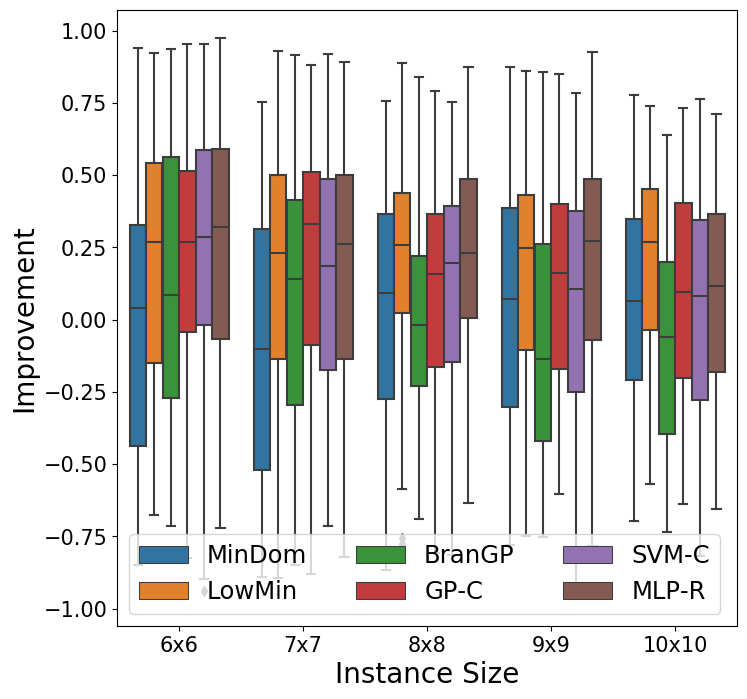 Improvement
1.00
0.75
0.50
0.25
0.00
−0.25
−0.50
−0.75
−1.00
MinDom BranGP SVM-C
LowMin GP-C MLP-R
6x6 7x7 8x8 9x9 10x10
Instance Size